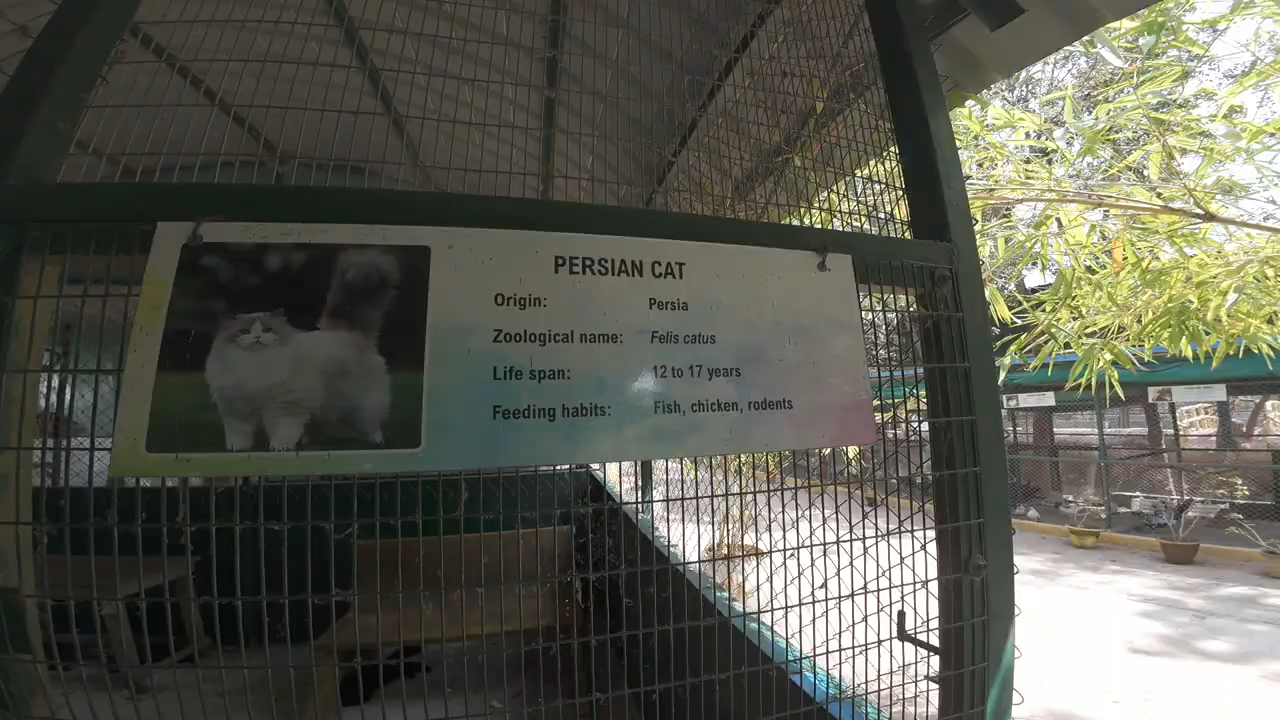 PERSIAN CAT
Origin: Persia
Zoological name: Felis catus
Life span: 12 to 17 years
Feeding habits: Fish, chicken, rodents